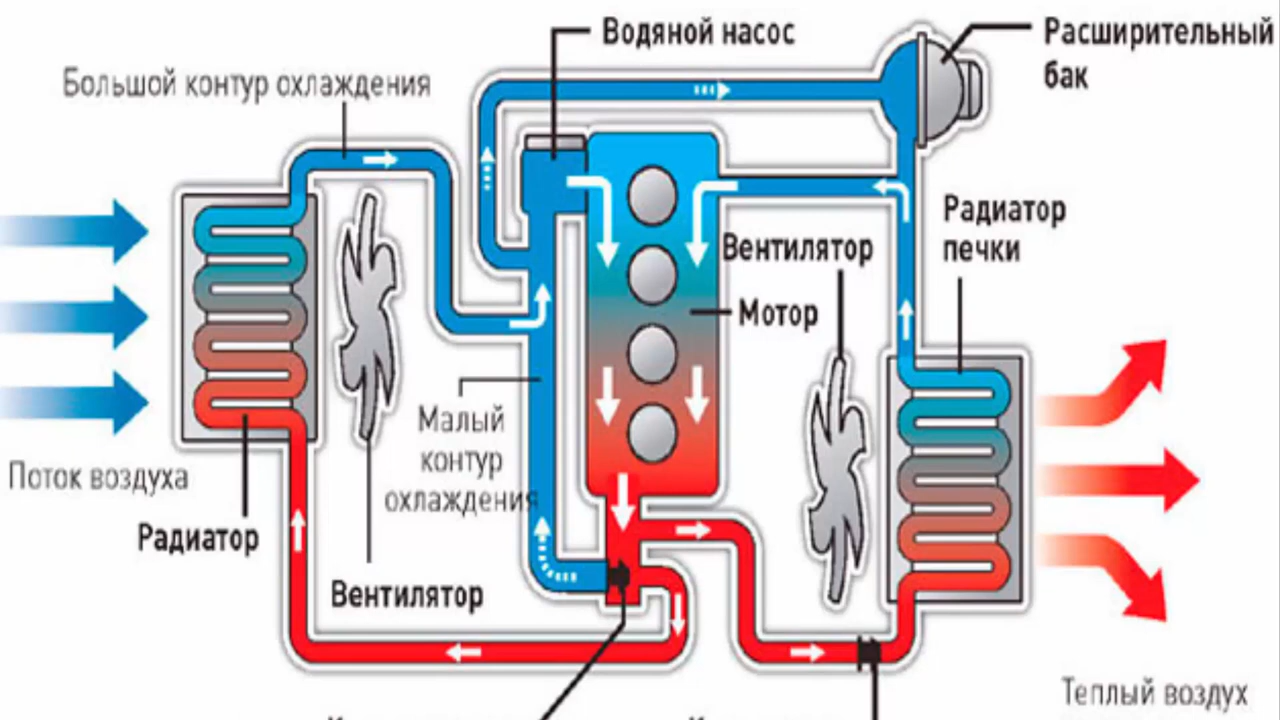 Водяной насос
Расширительный
бак
Большой контур охлаждения
Радиатор
печки
Вентилятор
Мотор
Малый
контур
охлаждения
Поток воздуха
Радиатор
Вентилятор
Теплый воздух